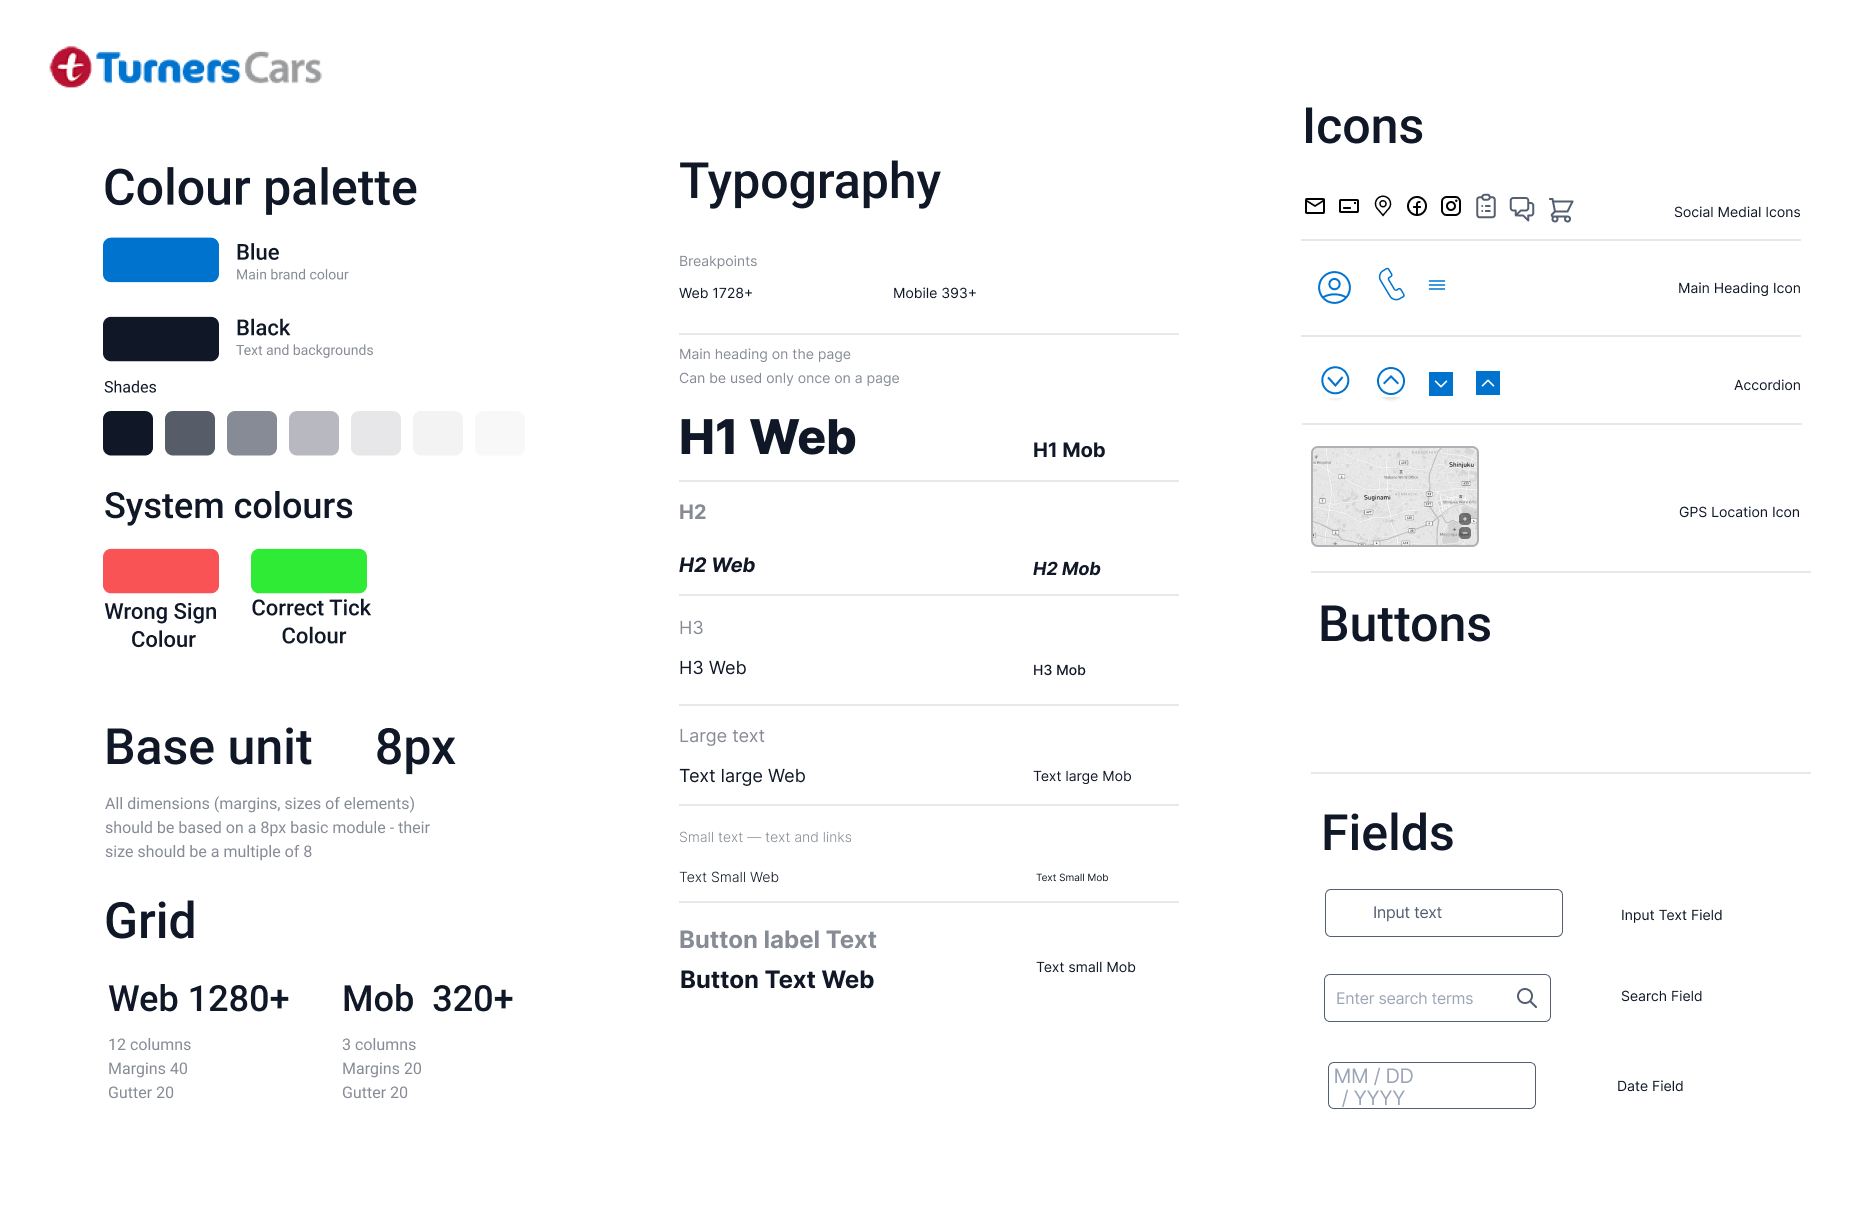 Turners Cars
Colour palette
Blue
Main brand colour
Black
Text and backgrounds
Shades
System colours
Wrong Sign
Colour
Correct Tick
Colour
Base unit 8px
All dimensions (margins, sizes of elements)
should be based on a 8px basic module - their
size should be a multiple of 8
Grid
Web 1280+
12 columns
Margins 40
Gutter 20
Mob 320+
3 columns
Margins 20
Gutter 20
Typography
Breakpoints
Web 1728+ Mobile 393+
Main heading on the page
Can be used only once on a page
H1 Web H1 Mob
H2
H2 Web H2 Mob
H3
H3 Web H3 Mob
Large text
Text large Web Text large Mob
Small text — text and links
Text Small Web Text Small Mob
Button label Text
Button Text Web Text small Mob
Icons
Social Medial Icons
Main Heading Icon
Accordion
Shinjuku
Suginami
GPS Location Icon
Buttons
Fields
Input text Input Text Field
Enter search terms Search Field
MM / DD
/ YYYY
Date Field